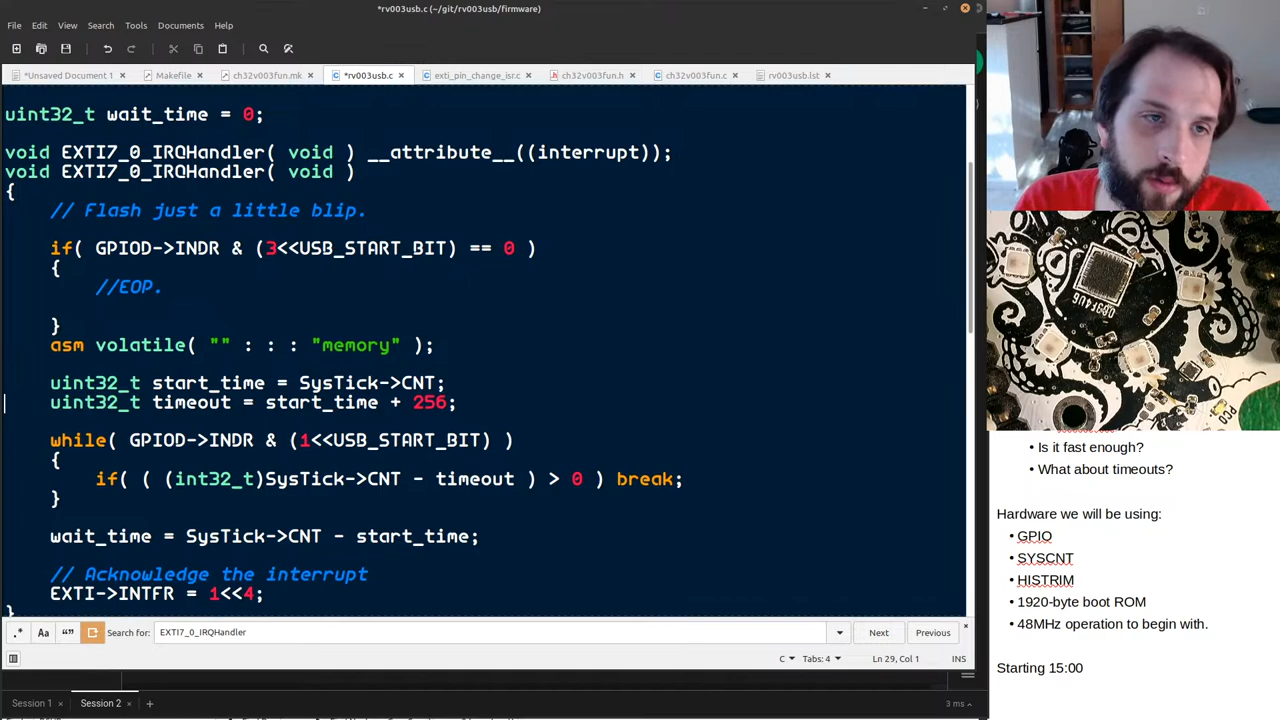 *rv003usb.c (~/git/rv003usb/firmware)
File Edit View Search Tools Documents Help
*Unsaved Document 1 × Makefile × ch32v003fun.mk × *rv003usb.c × exti_pin_change_isr.c × ch32v003fun.h × ch32v003fun.c × rv003usb.lst ×
uint32_t wait_time = 0;
void EXTI7_0_IRQHandler( void ) __attribute__((interrupt));
void EXTI7_0_IRQHandler( void )
{
// Flash just a little blip.
if( GPIOD->INDR & (3<<USB_START_BIT) == 0 )
{
//EOP.
}
asm volatile( "" : : : "memory" );
uint32_t start_time = SysTick->CNT;
uint32_t timeout = start_time + 256;
while( GPIOD->INDR & (1<<USB_START_BIT) )
{
if( ( (int32_t)SysTick->CNT - timeout ) > 0 ) break;
}
wait_time = SysTick->CNT - start_time;
// Acknowledge the interrupt
EXTI->INTFR = 1<<4;
}
.* Aa “” Search for: EXTI7_0_IRQHandler Next Previous ×
C Tabs: 4 Ln 29, Col 1 INS
Session 1 × Session 2 × + 3 ms
PC0
• Is it fast enough?
• What about timeouts?
Hardware we will be using:
• GPIO
• SYSCNT
• HISTRIM
• 1920-byte boot ROM
• 48MHz operation to begin with.
Starting 15:00